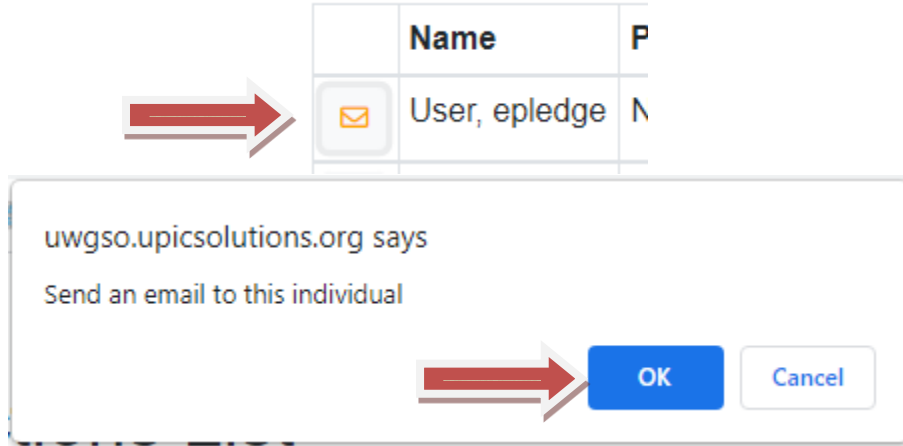 Name P
User, epledge N
uwgso.upicsolutions.org says
Send an email to this individual
OK Cancel